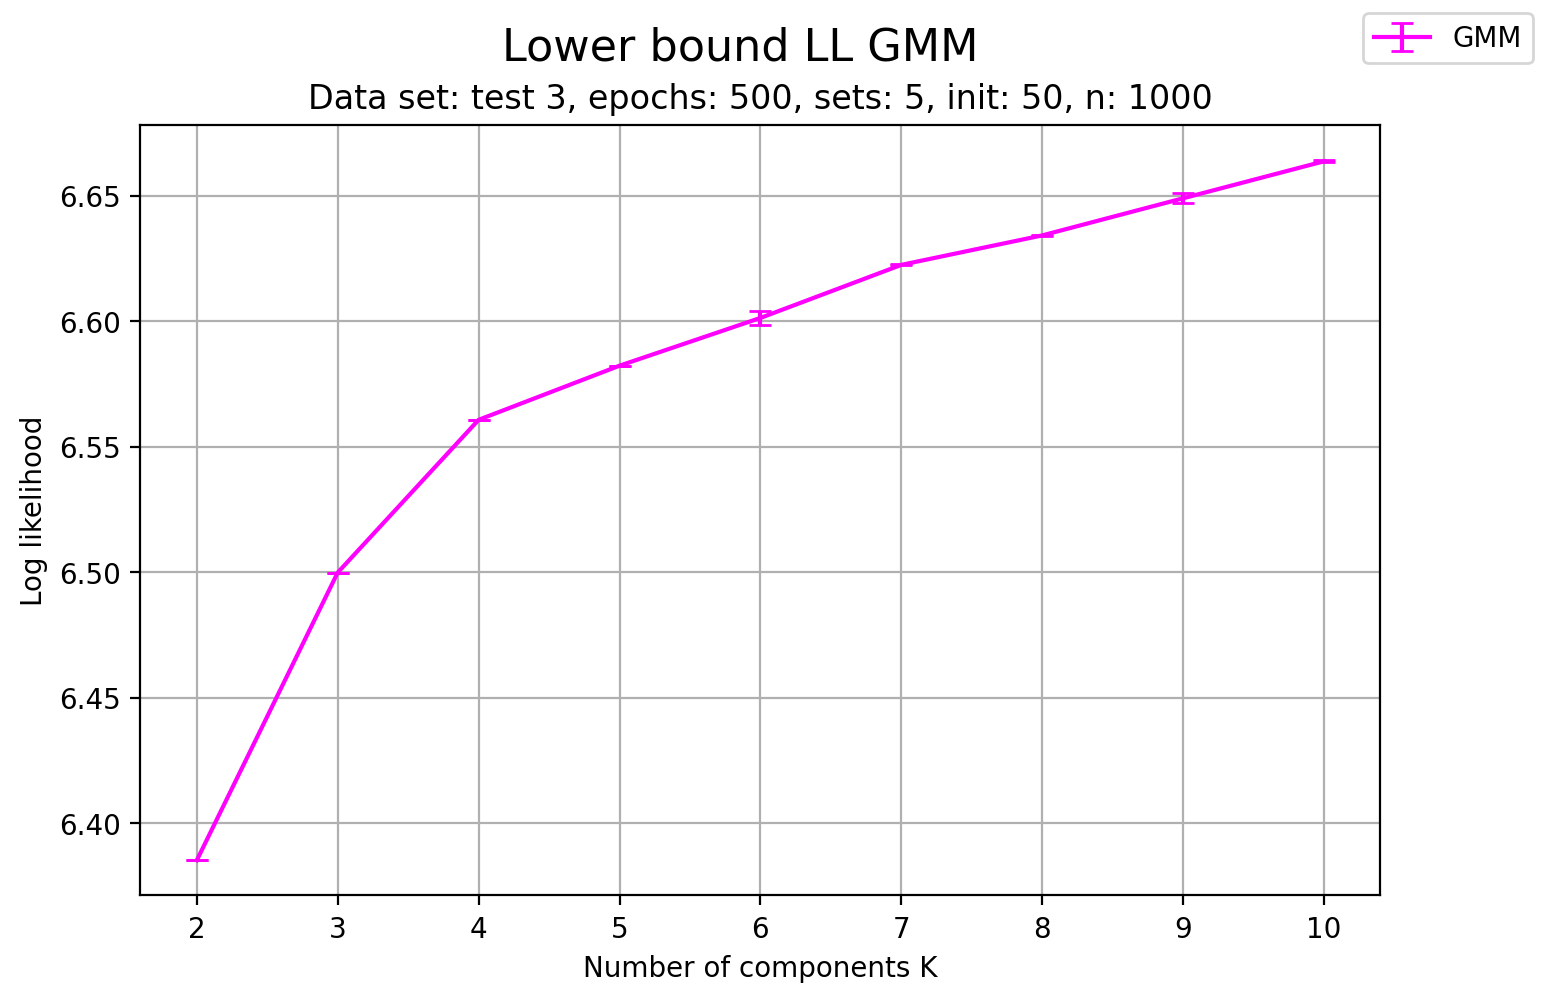 Lower bound LL GMM
GMM
Data set: test 3, epochs: 500, sets: 5, init: 50, n: 1000
6.65
6.60
6.55
6.50
6.45
6.40
Log likelihood
2 3 4 5 6 7 8 9 10
Number of components K